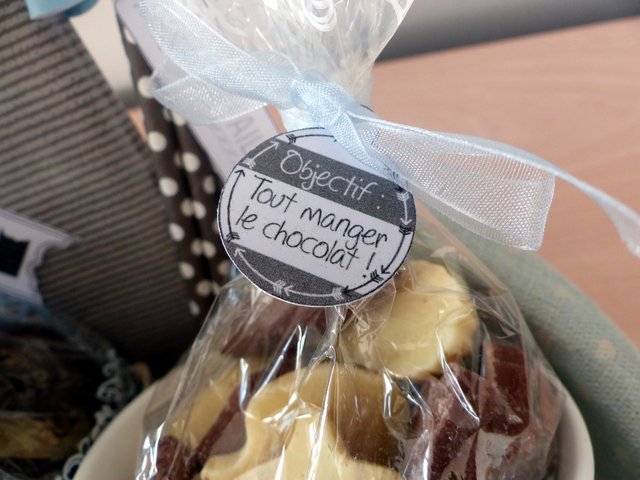 Objectif :
Tout manger
le chocolat !